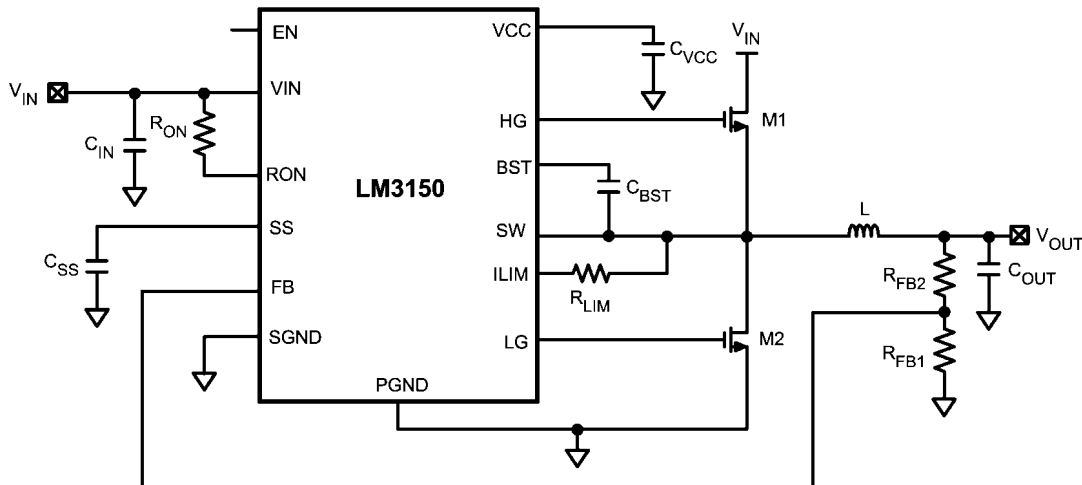 EN
VCC
C_VCC
V_IN
V_IN
VIN
C_IN
R_ON
RON
HG
M1
BST
C_BST
LM3150
SS
SW
L
V_OUT
C_SS
ILIM
R_LIM
R_FB2
C_OUT
FB
SGND
LG
M2
R_FB1
PGND